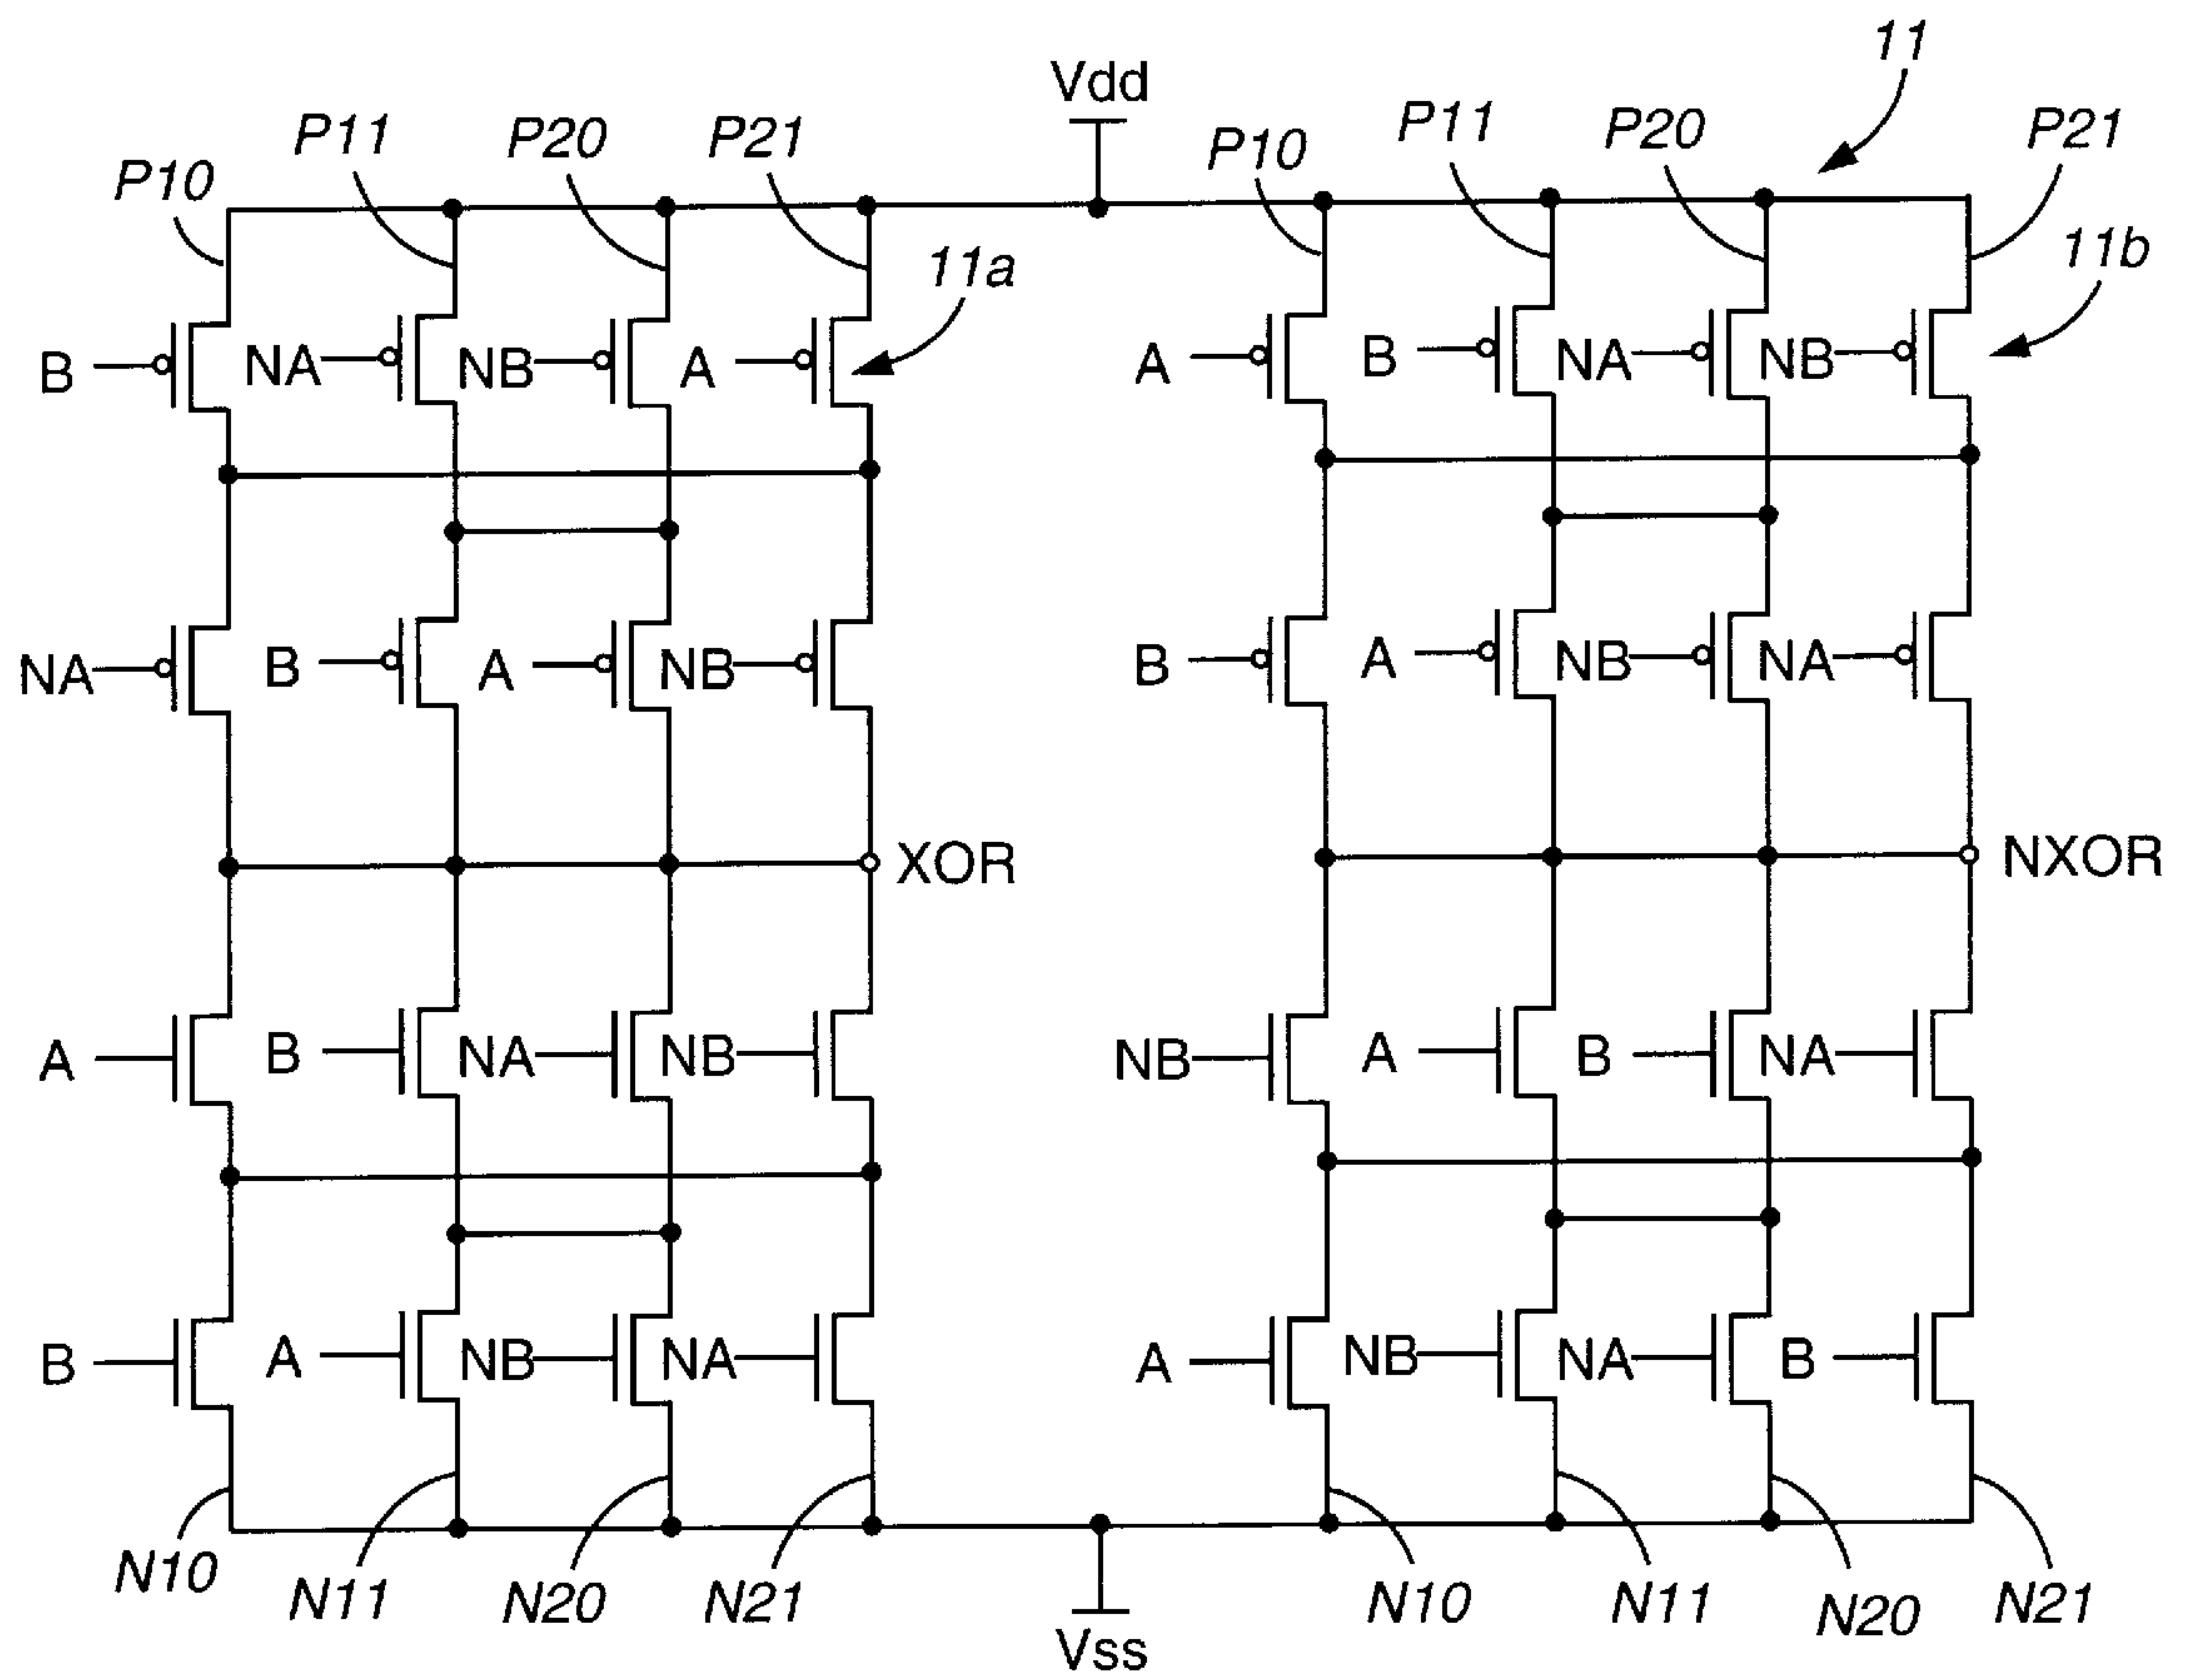 11
Vdd
P10 P11 P20 P21 P10 P11 P20 P21
11a 11b
B NA NB A A B NA NB
NA B A NB B A NB NA
XOR NXOR
A B NA NB NB A B NA
B A NB NA A NB NA B
N10 N11 N20 N21 N10 N11 N20 N21
Vss